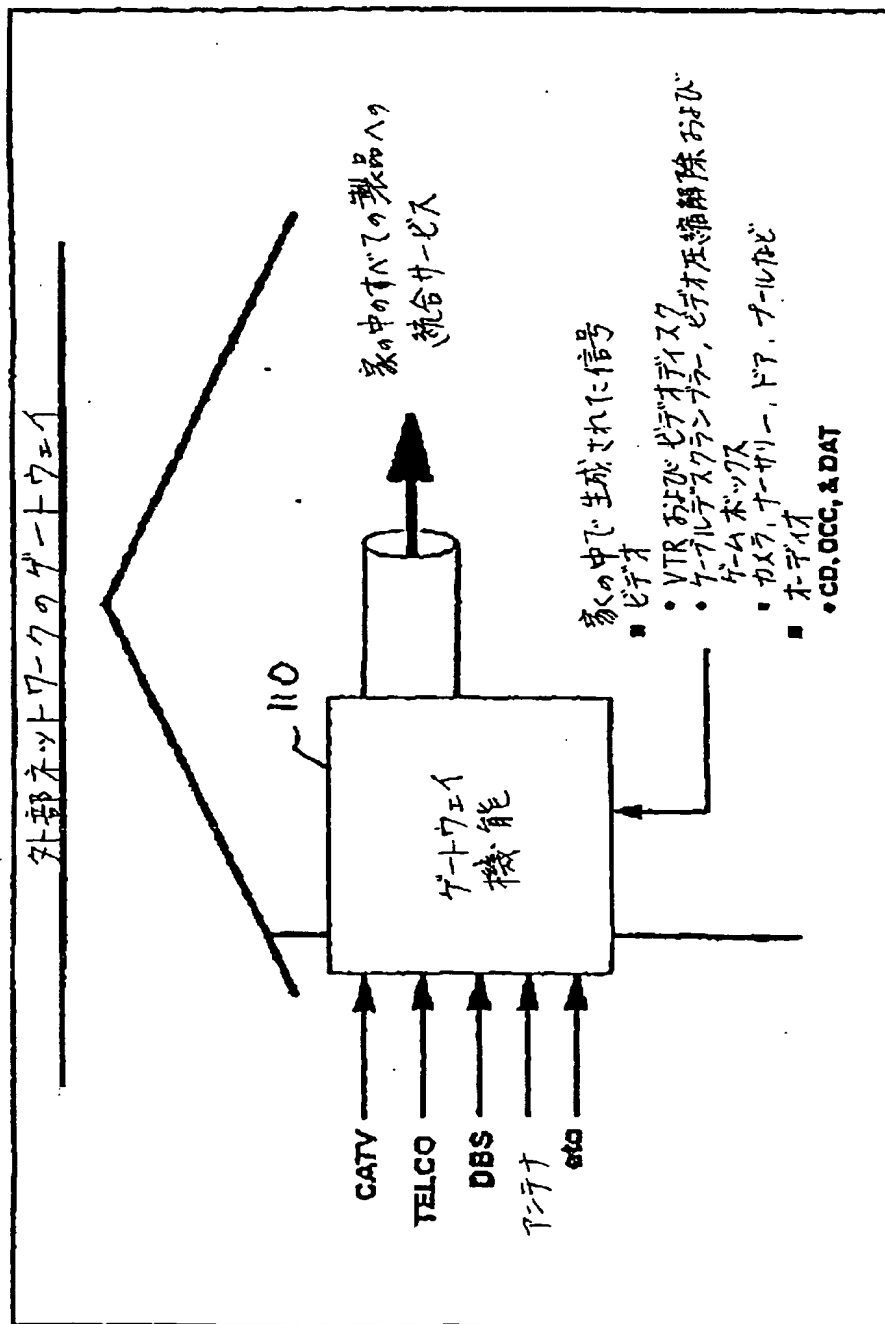 外部ネットワークのゲートウェイ
110
家の中のすべての製品への
統合サービス
ゲートウェイ
機能
CATV
TELCO
DBS
アンテナ
etc
家の中で生成された信号
■ ビデオ
• VTR および ビデオディスク
• ケーブルデスクランブラー, ビデオ圧縮解除および
ゲームボックス
• カメラ, ナーサリー, ドア, プールなど
■ オーディオ
• CD, DCC, & DAT